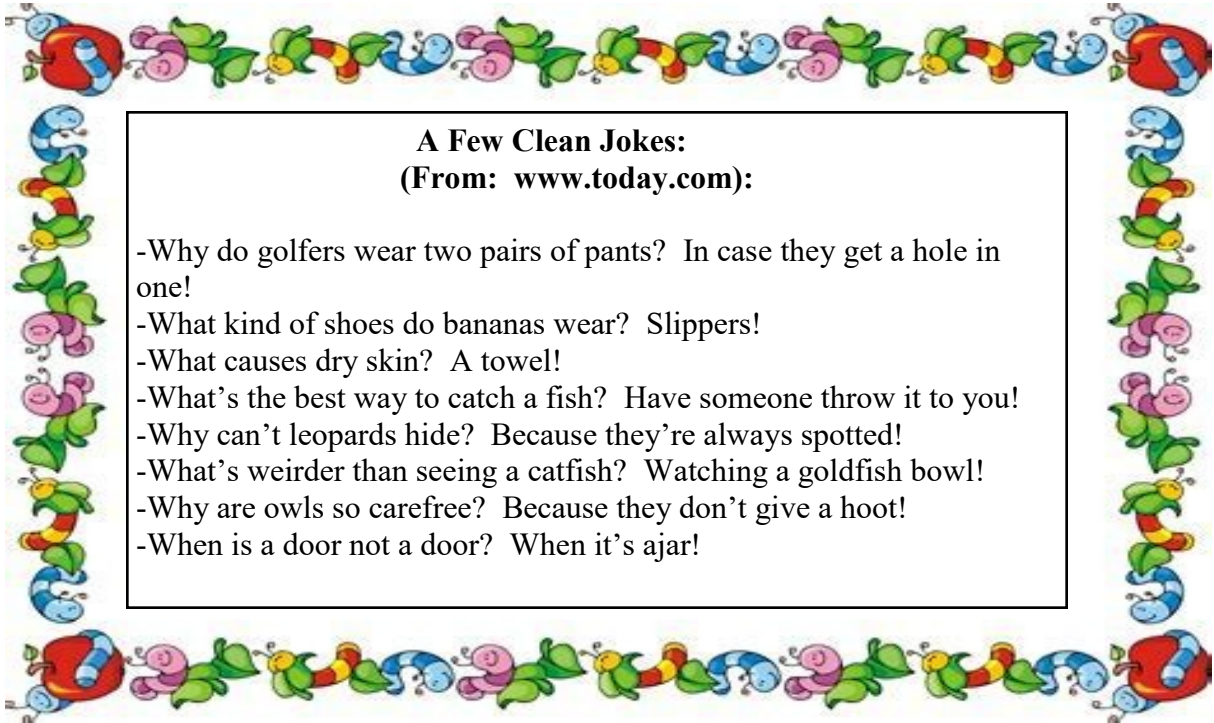 A Few Clean Jokes:
(From:  www.today.com):
-Why do golfers wear two pairs of pants?  In case they get a hole in
one!
-What kind of shoes do bananas wear?  Slippers!
-What causes dry skin?  A towel!
-What’s the best way to catch a fish?  Have someone throw it to you!
-Why can’t leopards hide?  Because they’re always spotted!
-What’s weirder than seeing a catfish?  Watching a goldfish bowl!
-Why are owls so carefree?  Because they don’t give a hoot!
-When is a door not a door?  When it’s ajar!